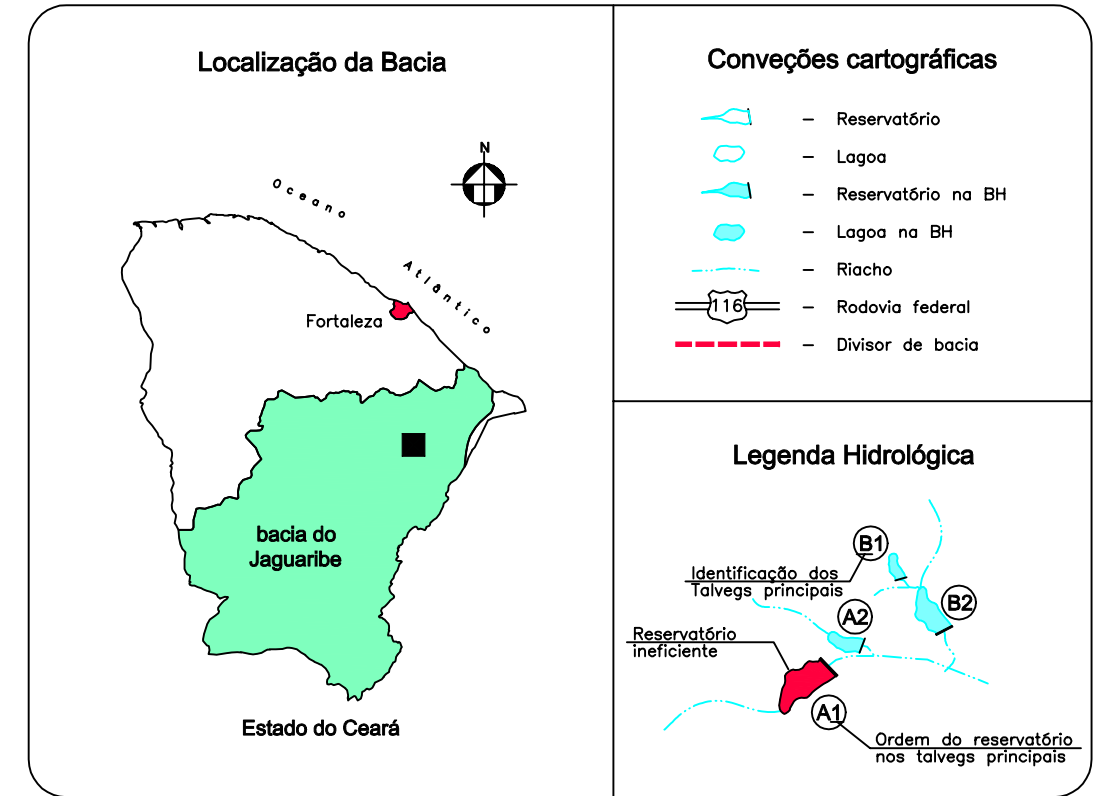 Localização da Bacia
N
Oceano
Atlântico
Fortaleza
bacia do
Jaguaribe
Estado do Ceará
Conveções cartográficas
– Reservatório
– Lagoa
– Reservatório na BH
– Lagoa na BH
– Riacho
116 – Rodovia federal
– Divisor de bacia
Legenda Hidrológica
B1
Identificação dos
Talvegs principais
A2
B2
Reservatório
ineficiente
A1
Ordem do reservatório
nos talvegs principais